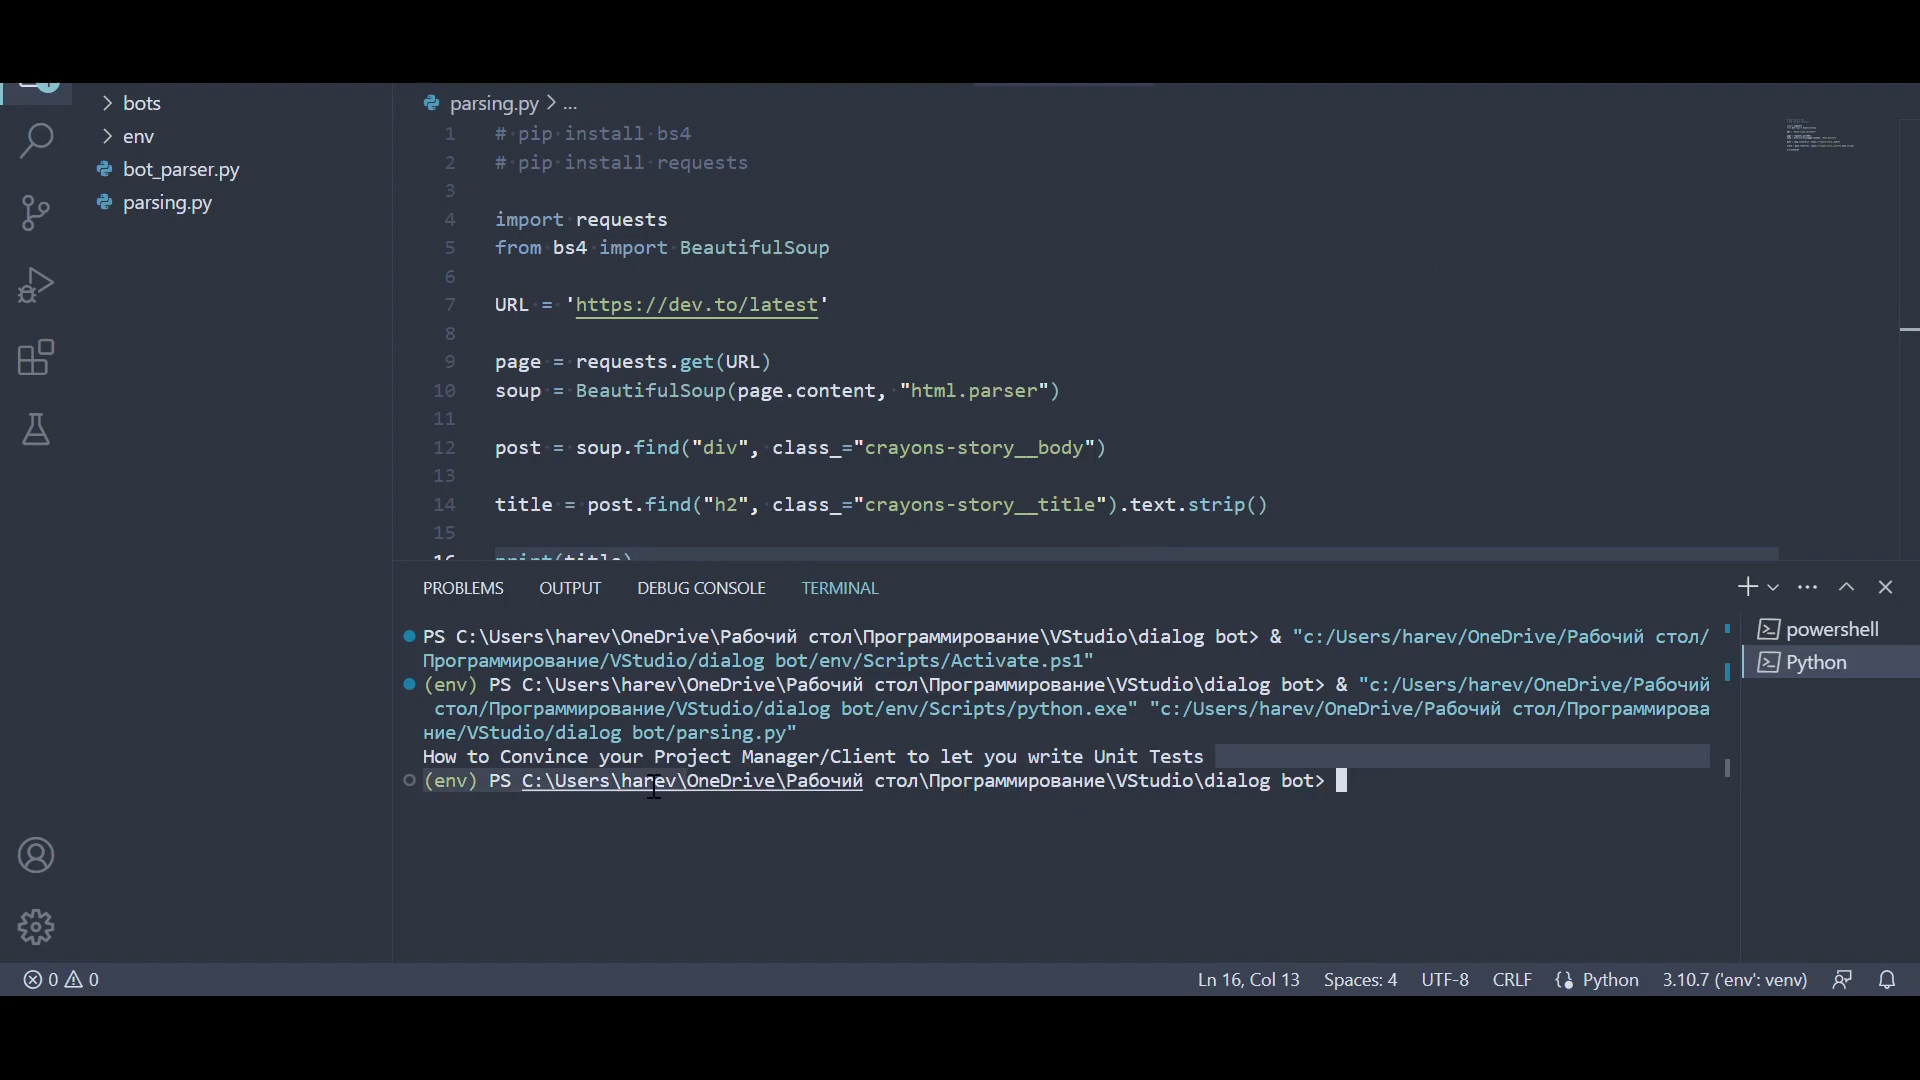 bots
env
bot_parser.py
parsing.py
parsing.py > ...
1 # pip install bs4
2 # pip install requests
3
4 import requests
5 from bs4 import BeautifulSoup
6
7 URL = 'https://dev.to/latest'
8
9 page = requests.get(URL)
10 soup = BeautifulSoup(page.content, "html.parser")
11
12 post = soup.find("div", class_="crayons-story__body")
13
14 title = post.find("h2", class_="crayons-story__title").text.strip()
15
16 print(title)
PROBLEMS OUTPUT DEBUG CONSOLE TERMINAL
PS C:\Users\harev\OneDrive\Рабочий стол\Программирование\VStudio\dialog bot> & "c:/Users/harev/OneDrive/Рабочий стол/
Программирование/VStudio/dialog bot/env/Scripts/Activate.ps1"
(env) PS C:\Users\harev\OneDrive\Рабочий стол\Программирование\VStudio\dialog bot> & "c:/Users/harev/OneDrive/Рабочий
стол/Программирование/VStudio/dialog bot/env/Scripts/python.exe" "c:/Users/harev/OneDrive/Рабочий стол/Программирова
ние/VStudio/dialog bot/parsing.py"
How to Convince your Project Manager/Client to let you write Unit Tests
(env) PS C:\Users\harev\OneDrive\Рабочий стол\Программирование\VStudio\dialog bot>
powershell
Python
0 0 Ln 16, Col 13 Spaces: 4 UTF-8 CRLF Python 3.10.7 ('env': venv)